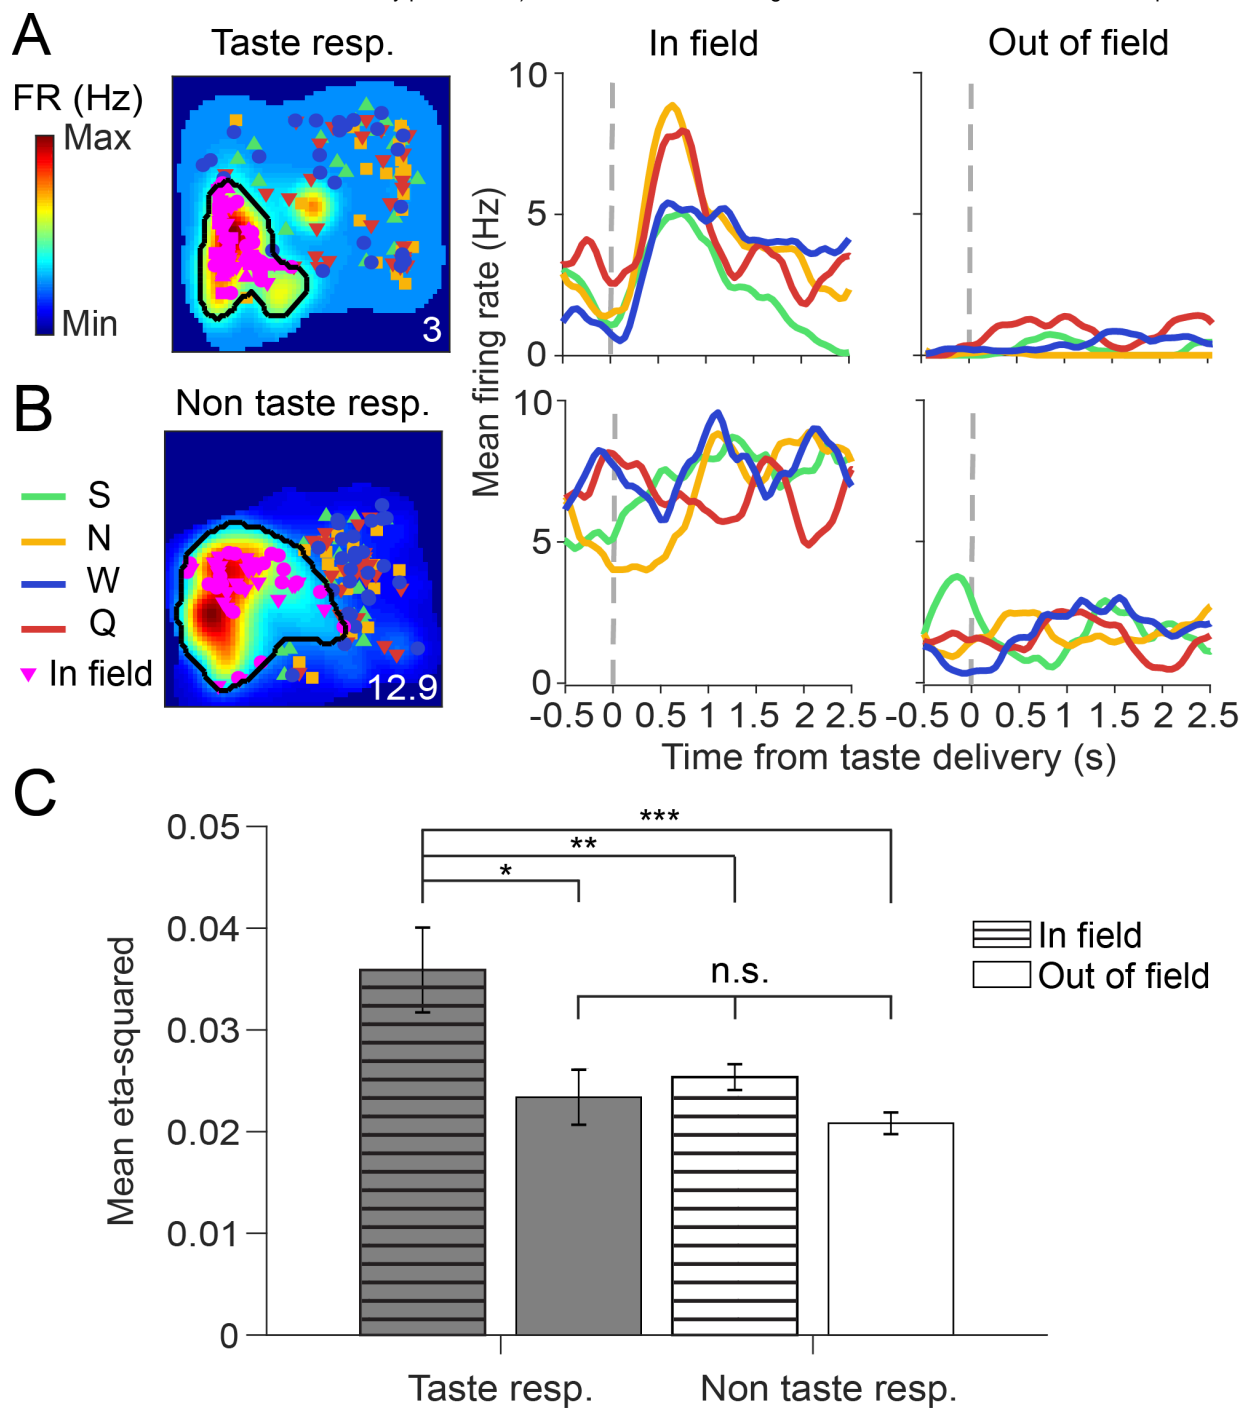 A
Taste resp.
In field
Out of field
FR (Hz)
Max
Min
3
10
5
0
Mean firing rate (Hz)
B
Non taste resp.
S
N
W
Q
In field
12.9
10
5
0
-0.5 0 0.5 1 1.5 2 2.5
-0.5 0 0.5 1 1.5 2 2.5
Time from taste delivery (s)
C
0.05
0.04
0.03
0.02
0.01
0
Mean eta-squared
***
**
*
n.s.
In field
Out of field
Taste resp.
Non taste resp.